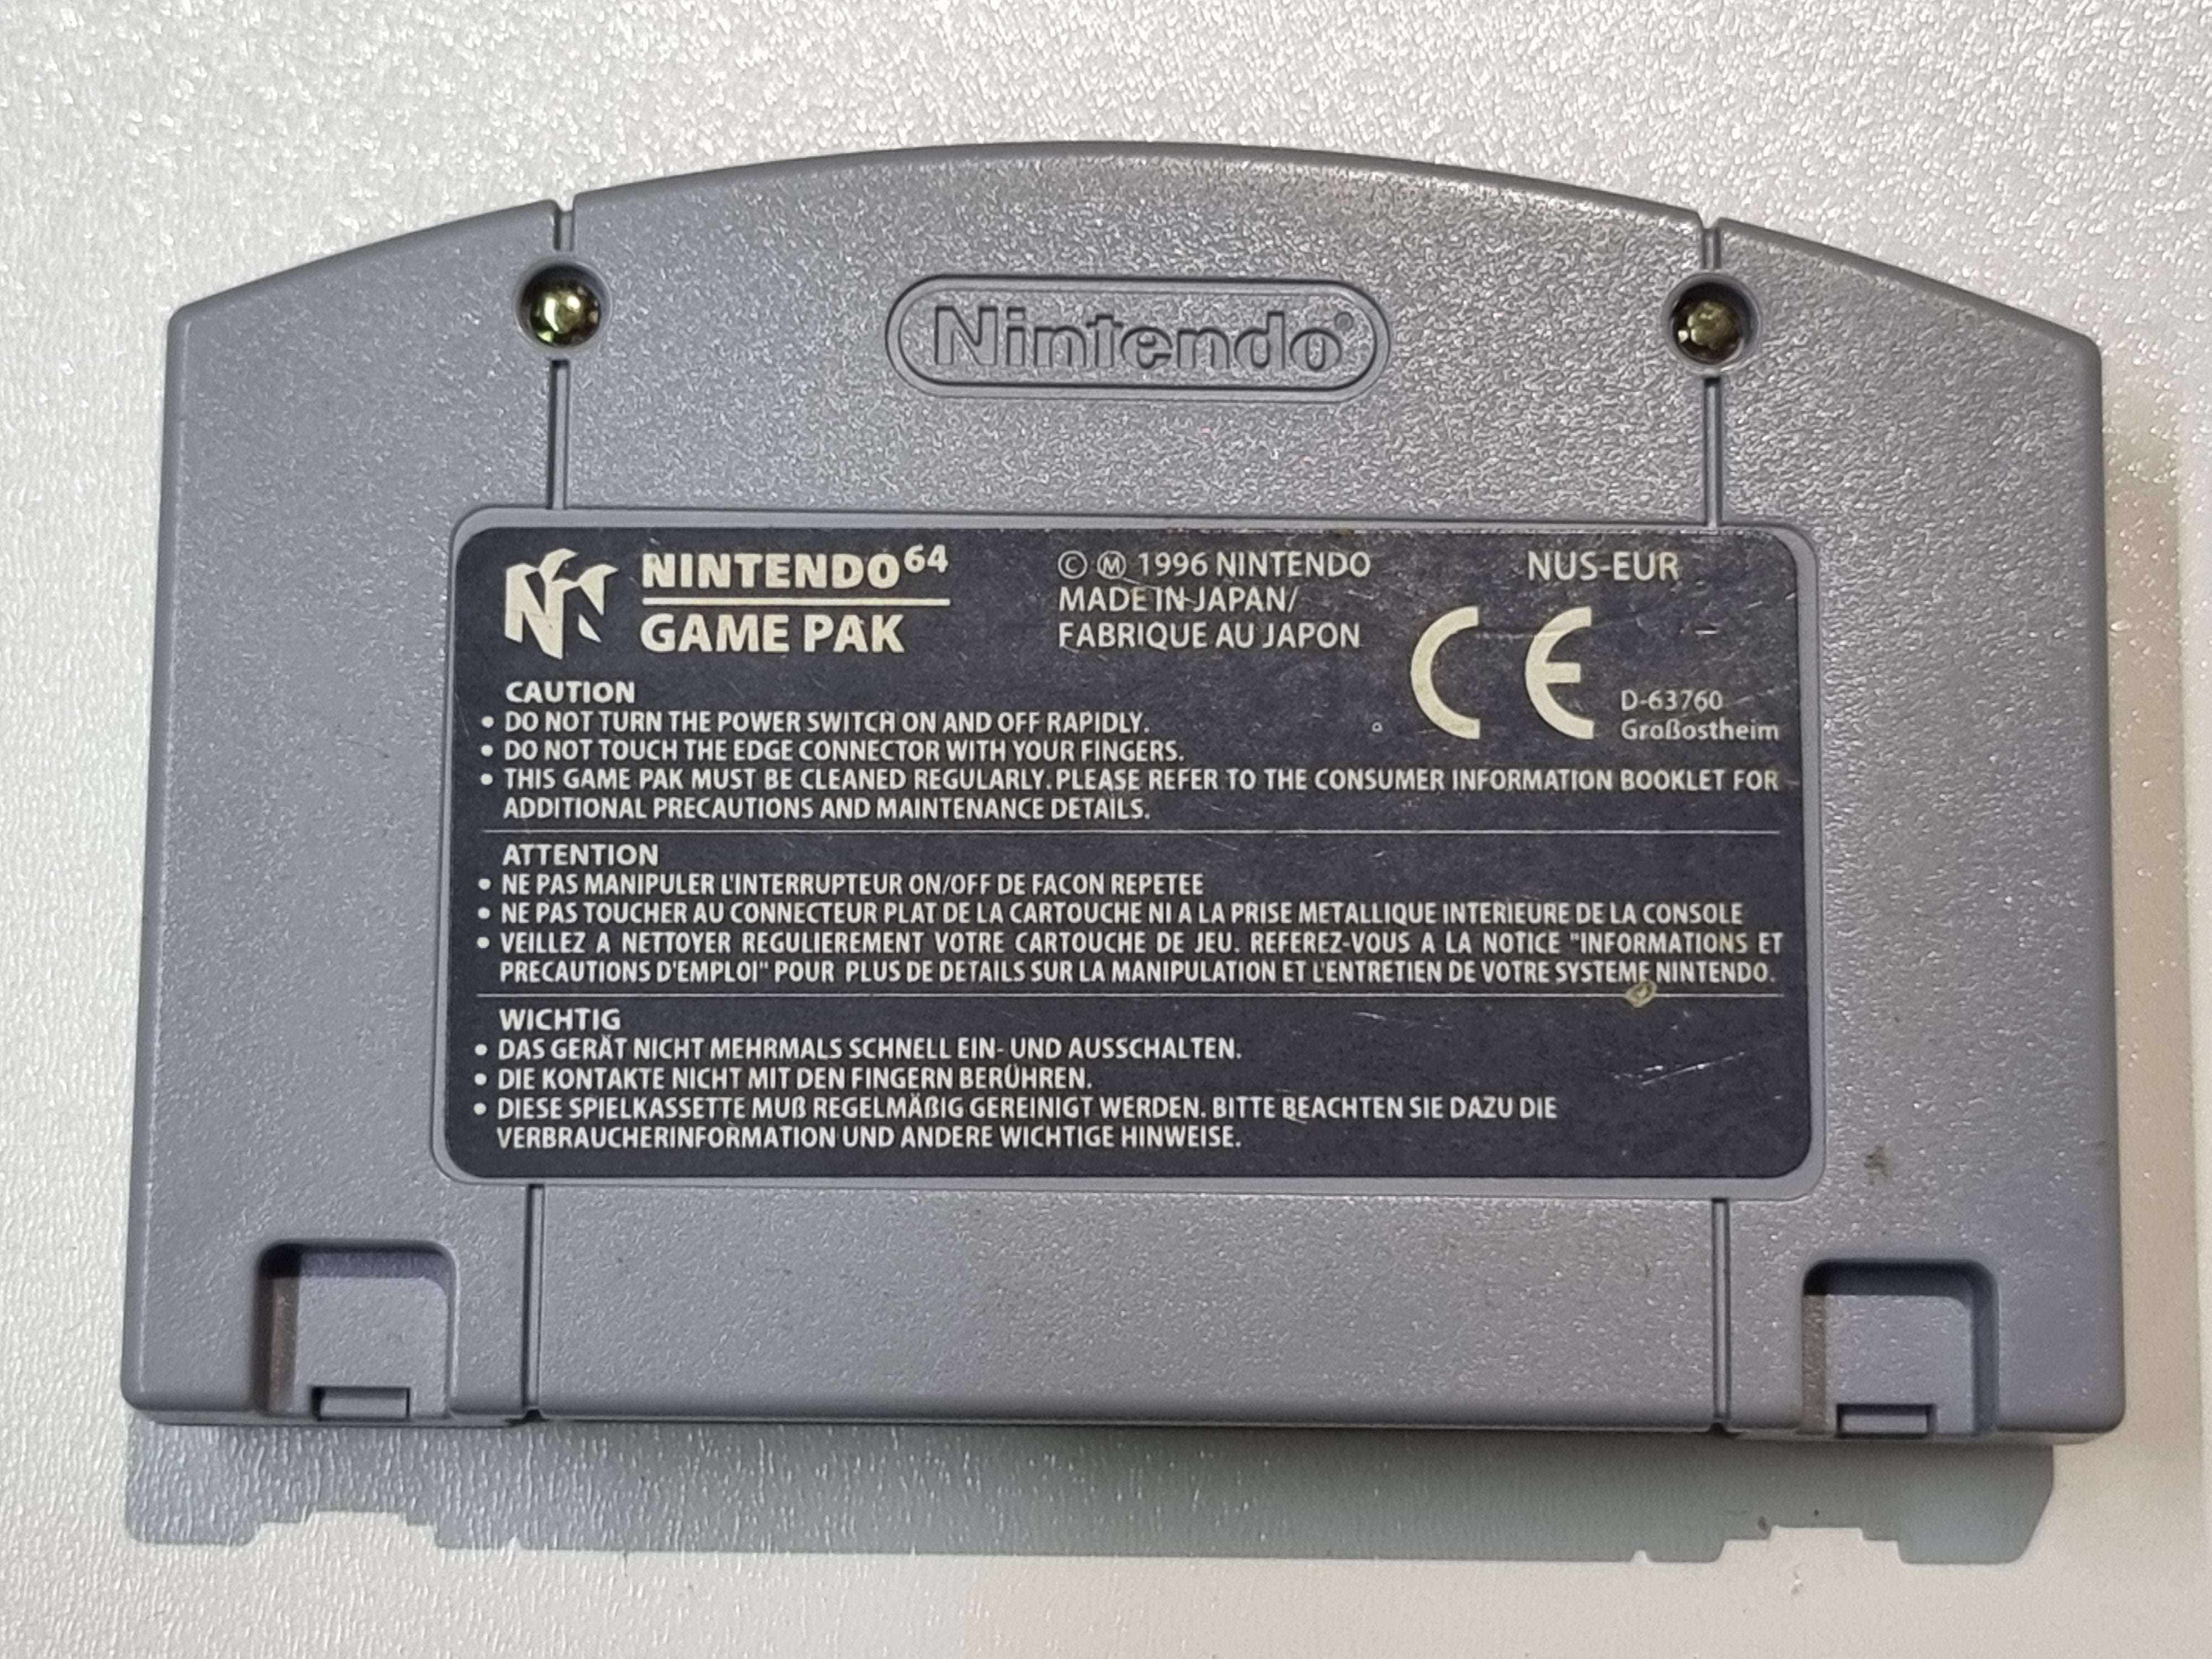 Nintendo®
NINTENDO64
GAME PAK
© Ⓜ 1996 NINTENDO
MADE IN JAPAN/
FABRIQUE AU JAPON
NUS-EUR
CE
D-63760
Großostheim
CAUTION
• DO NOT TURN THE POWER SWITCH ON AND OFF RAPIDLY.
• DO NOT TOUCH THE EDGE CONNECTOR WITH YOUR FINGERS.
• THIS GAME PAK MUST BE CLEANED REGULARLY. PLEASE REFER TO THE CONSUMER INFORMATION BOOKLET FOR
ADDITIONAL PRECAUTIONS AND MAINTENANCE DETAILS.
ATTENTION
• NE PAS MANIPULER L'INTERRUPTEUR ON/OFF DE FACON REPETEE
• NE PAS TOUCHER AU CONNECTEUR PLAT DE LA CARTOUCHE NI A LA PRISE METALLIQUE INTERIEURE DE LA CONSOLE
• VEILLEZ A NETTOYER REGULIEREMENT VOTRE CARTOUCHE DE JEU. REFEREZ-VOUS A LA NOTICE "INFORMATIONS ET
PRECAUTIONS D'EMPLOI" POUR PLUS DE DETAILS SUR LA MANIPULATION ET L'ENTRETIEN DE VOTRE SYSTEME NINTENDO.
WICHTIG
• DAS GERÄT NICHT MEHRMALS SCHNELL EIN- UND AUSSCHALTEN.
• DIE KONTAKTE NICHT MIT DEN FINGERN BERÜHREN.
• DIESE SPIELKASSETTE MUß REGELMÄßIG GEREINIGT WERDEN. BITTE BEACHTEN SIE DAZU DIE
VERBRAUCHERINFORMATION UND ANDERE WICHTIGE HINWEISE.